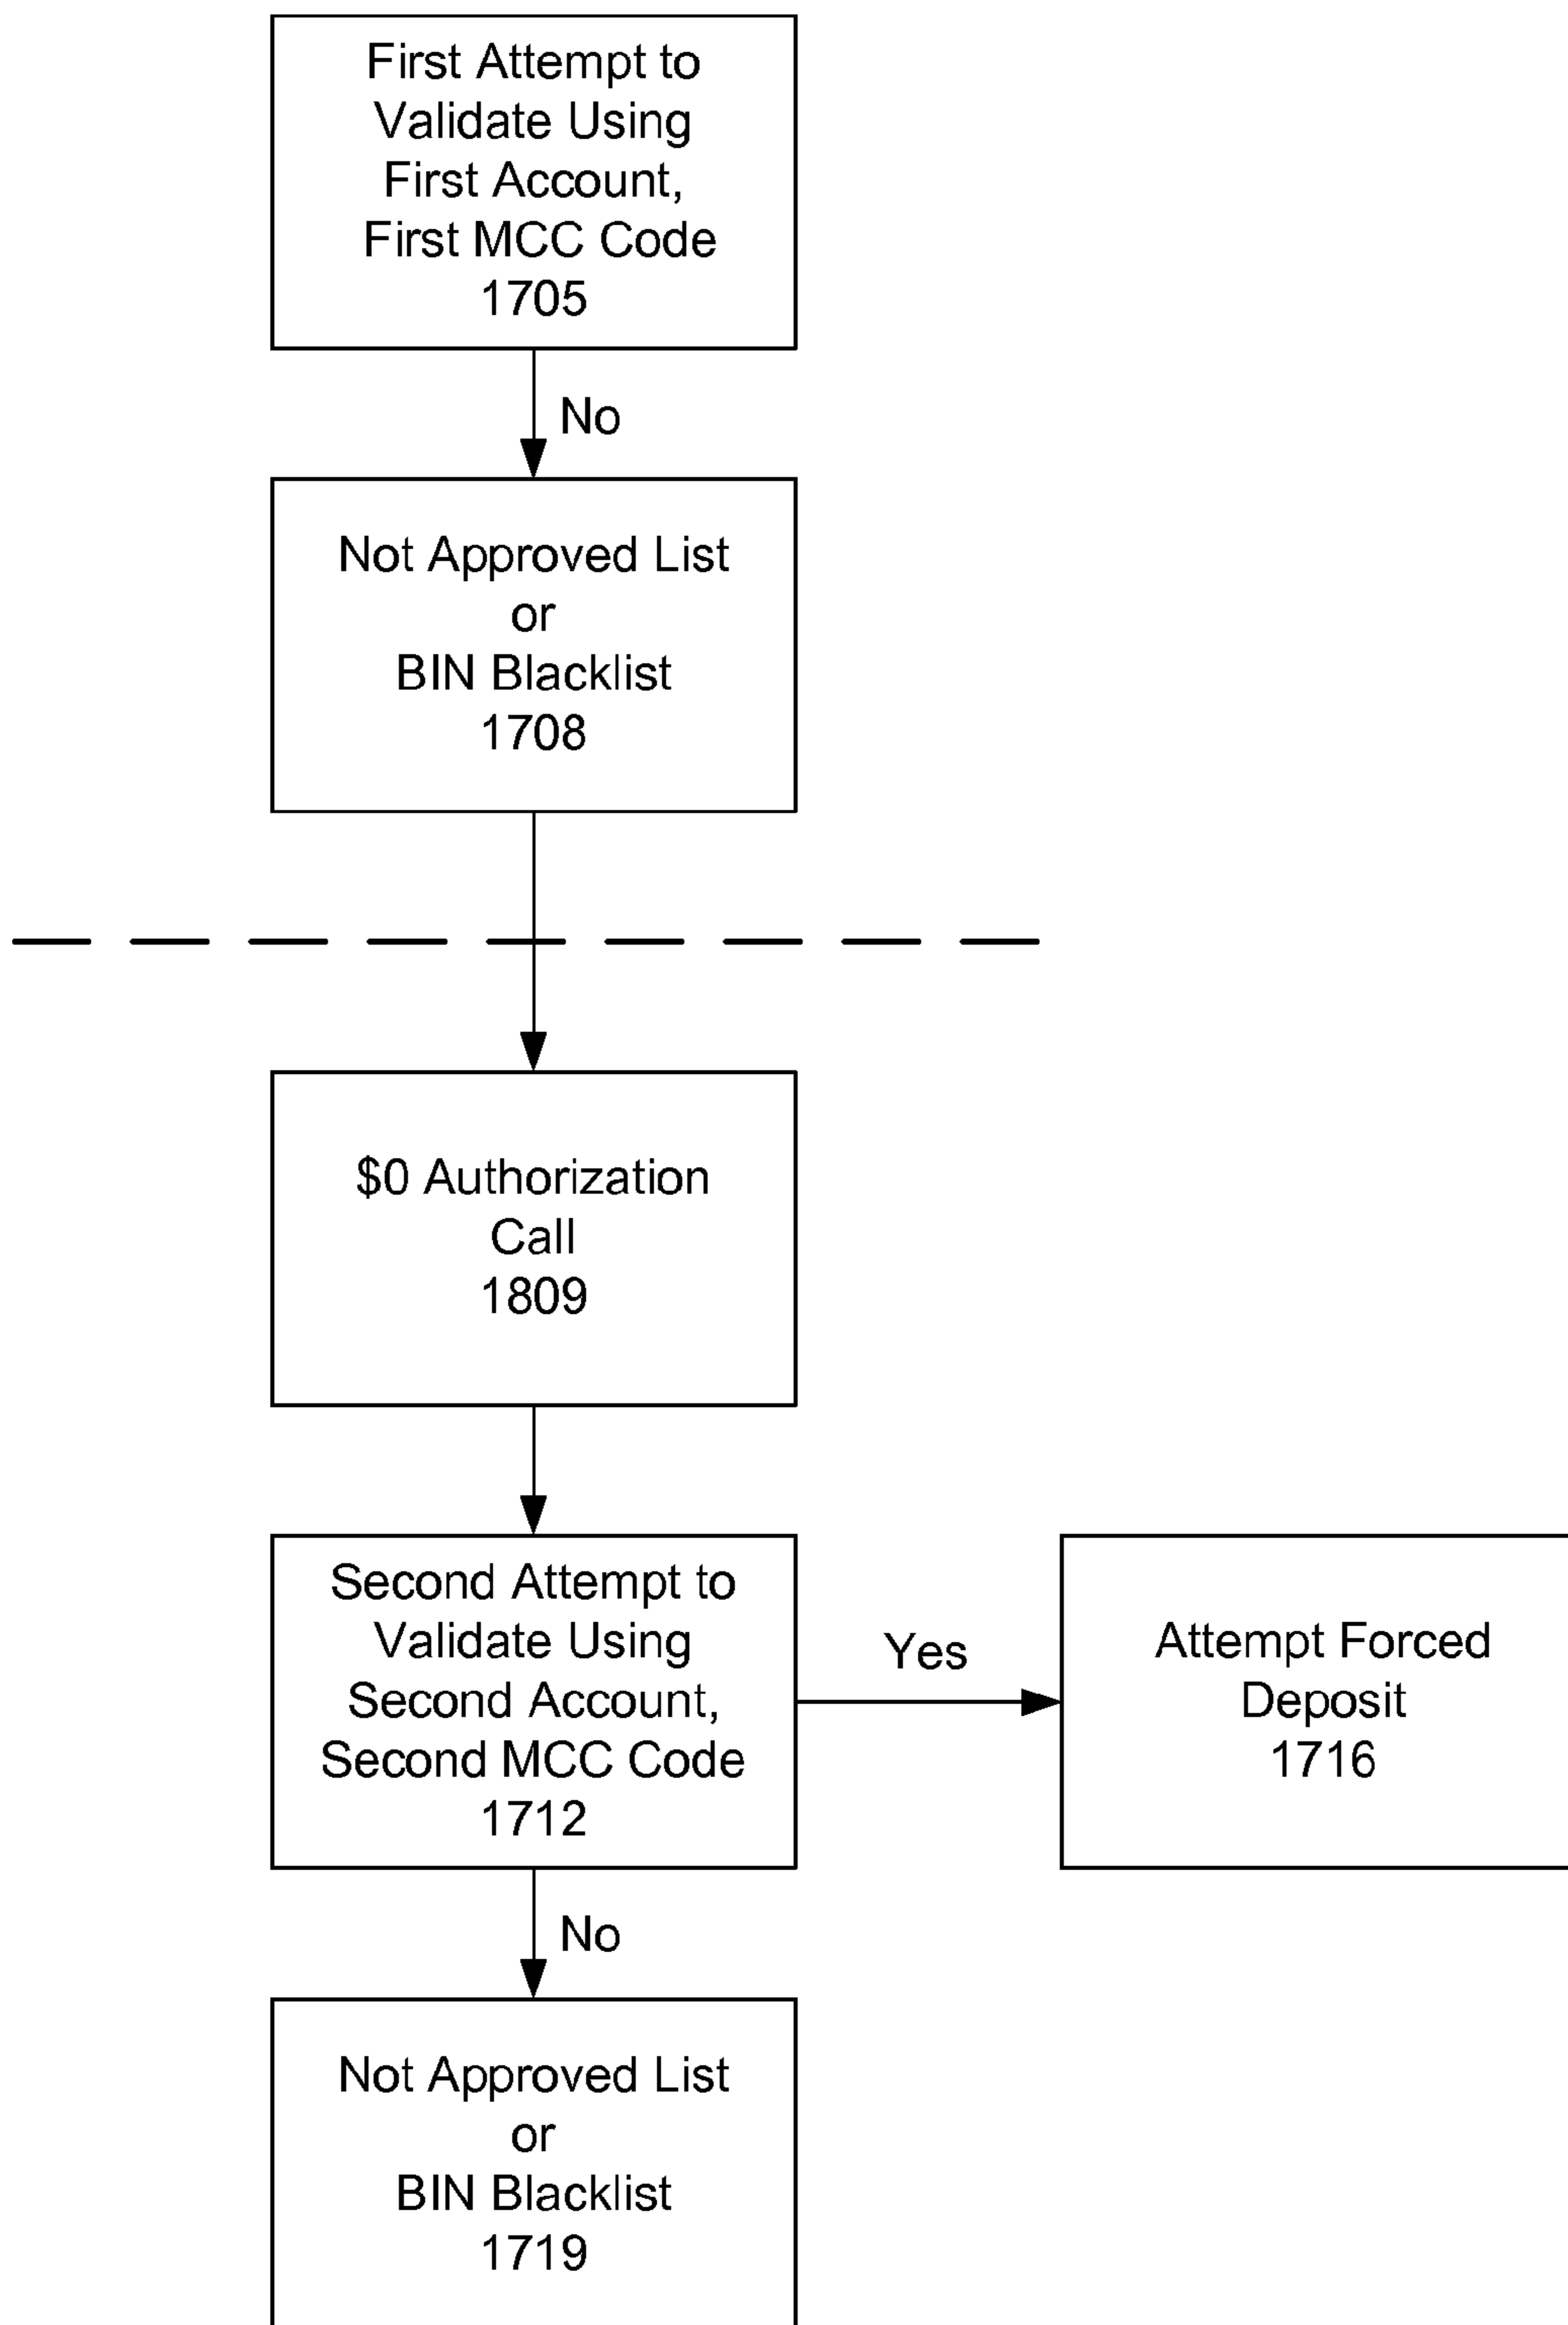 First Attempt to
Validate Using
First Account,
First MCC Code
1705
No
Not Approved List
or
BIN Blacklist
1708
$0 Authorization
Call
1809
Second Attempt to
Validate Using
Second Account,
Second MCC Code
1712
Yes
Attempt Forced
Deposit
1716
No
Not Approved List
or
BIN Blacklist
1719